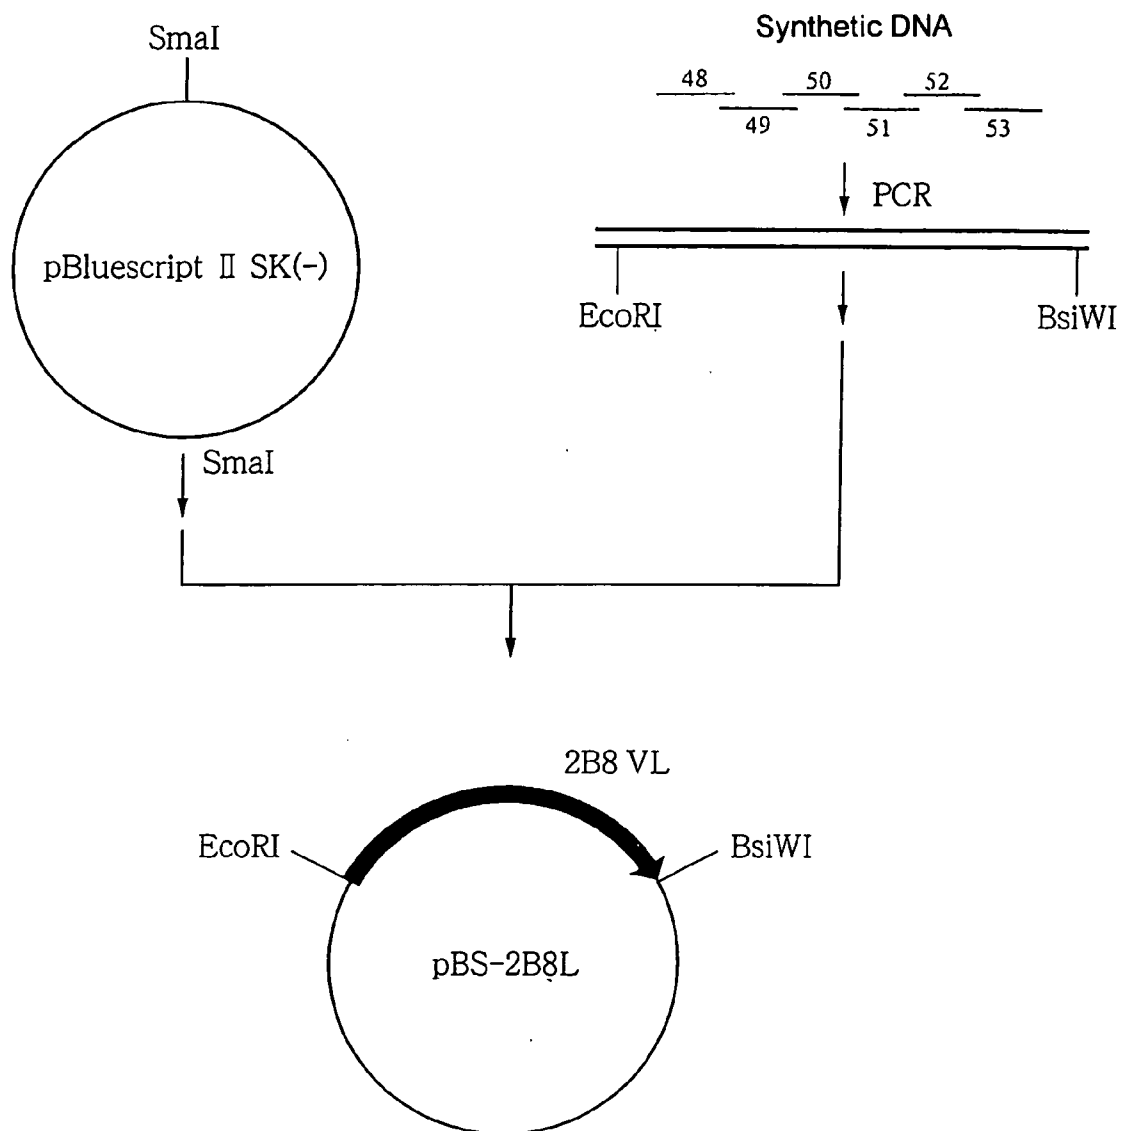 SmaI
Synthetic DNA
48
50
52
49
51
53
PCR
pBluescript Ⅱ SK(-)
EcoRI
BsiWI
SmaI
2B8 VL
EcoRI
BsiWI
pBS-2B8L